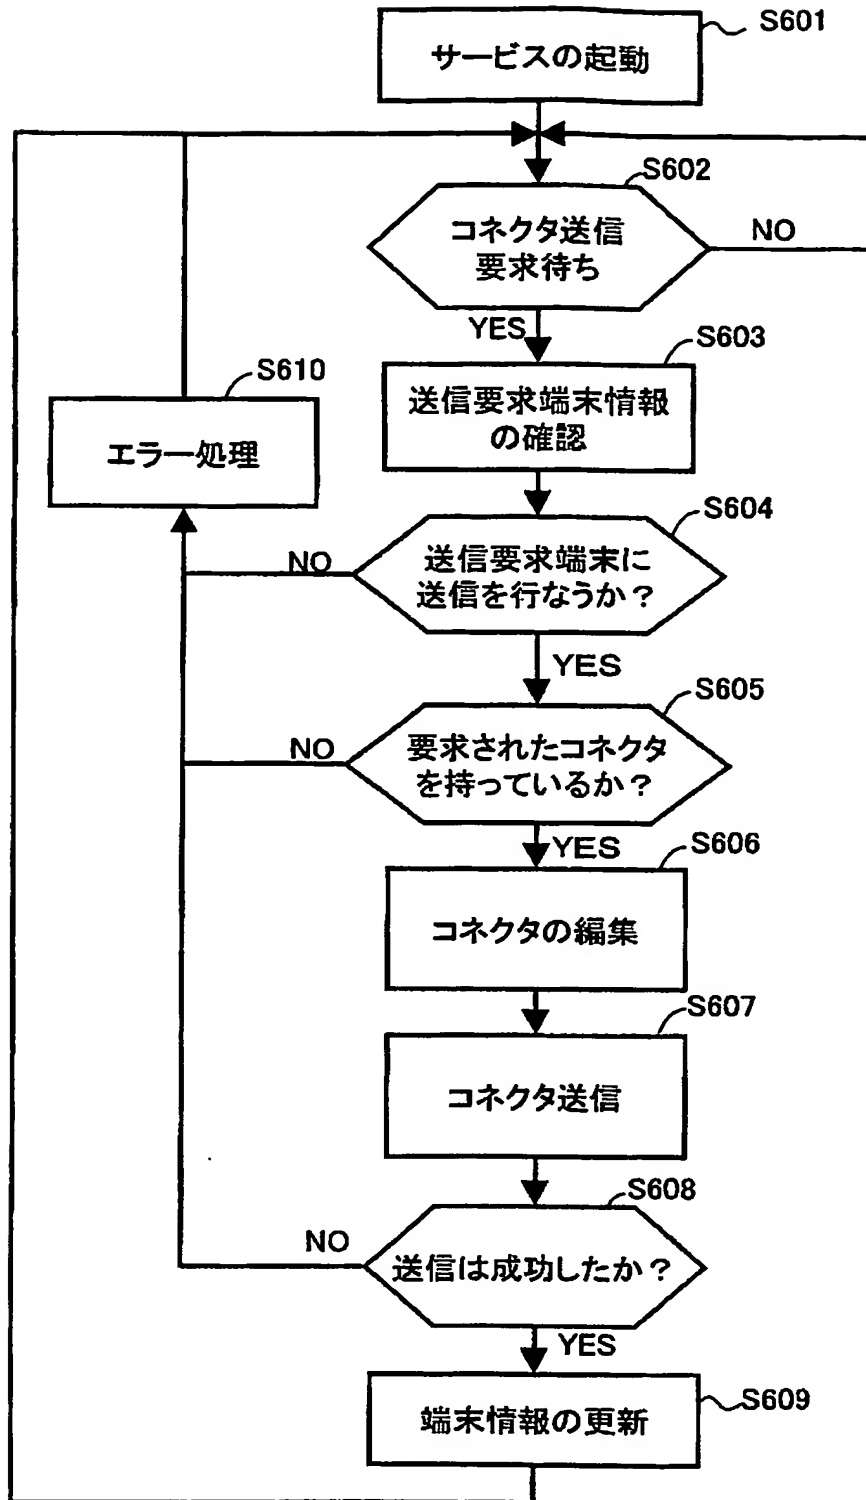 S601
サービスの起動
S602
コネクタ送信
要求待ち
NO
YES
S603
送信要求端末情報
の確認
S610
エラー処理
S604
送信要求端末に
送信を行なうか？
NO
YES
S605
要求されたコネクタ
を持っているか？
NO
YES
S606
コネクタの編集
S607
コネクタ送信
S608
送信は成功したか？
NO
YES
S609
端末情報の更新